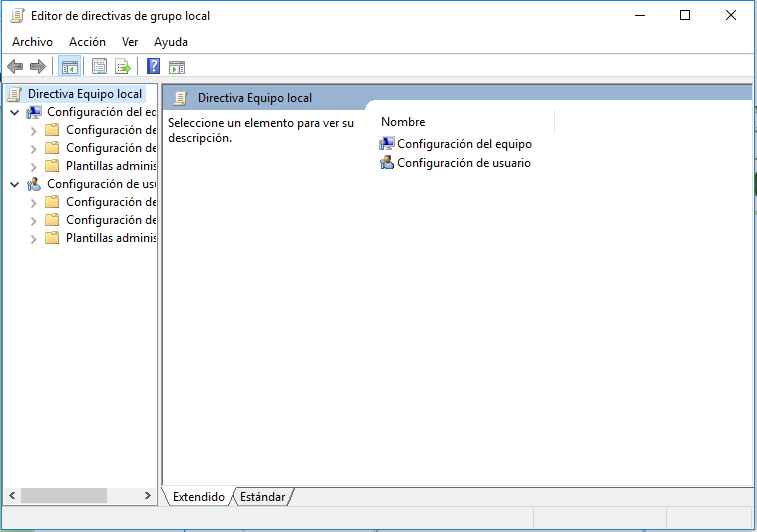 Editor de directivas de grupo local
Archivo Acción Ver Ayuda
Directiva Equipo local
Configuración del eq
Configuración de
Configuración de
Plantillas adminis
Configuración de usu
Configuración de
Configuración de
Plantillas adminis
Directiva Equipo local
Seleccione un elemento para ver su
descripción.
Nombre
Configuración del equipo
Configuración de usuario
Extendido Estándar